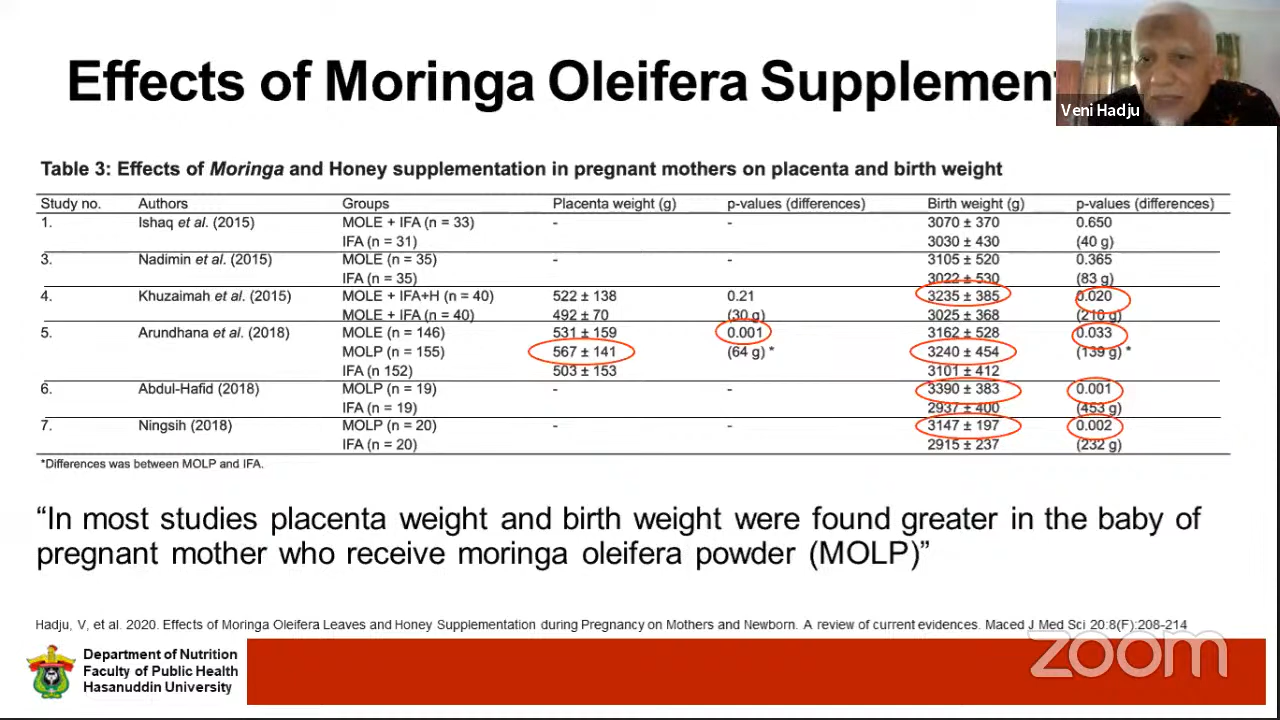 Effects of Moringa Oleifera Supplement
Veni Hadju
Table 3: Effects of Moringa and Honey supplementation in pregnant mothers on placenta and birth weight
Study no. Authors Groups Placenta weight (g) p-values (differences) Birth weight (g) p-values (differences)
1. Ishaq et al. (2015) MOLE + IFA (n = 33) - - 3070 ± 370 0.650
IFA (n = 31) 3030 ± 430 (40 g)
3. Nadimin et al. (2015) MOLE (n = 35) - - 3105 ± 520 0.365
IFA (n = 35) 3022 ± 530 (83 g)
4. Khuzaimah et al. (2015) MOLE + IFA+H (n = 40) 522 ± 138 0.21 3235 ± 385 0.020
MOLE + IFA (n = 40) 492 ± 70 (30 g) 3025 ± 368 (210 g)
5. Arundhana et al. (2018) MOLE (n = 146) 531 ± 159 0.001 3162 ± 528 0.033
MOLP (n = 155) 567 ± 141 (64 g) * 3240 ± 454 (139 g) *
IFA (n 152) 503 ± 153 3101 ± 412
6. Abdul-Hafid (2018) MOLP (n = 19) - - 3390 ± 383 0.001
IFA (n = 19) 2937 ± 400 (453 g)
7. Ningsih (2018) MOLP (n = 20) - - 3147 ± 197 0.002
IFA (n = 20) 2915 ± 237 (232 g)
*Differences was between MOLP and IFA.
“In most studies placenta weight and birth weight were found greater in the baby of
pregnant mother who receive moringa oleifera powder (MOLP)”
Hadju, V, et al. 2020. Effects of Moringa Oleifera Leaves and Honey Supplementation during Pregnancy on Mothers and Newborn. A review of current evidences. Maced J Med Sci 20:8(F):208-214
Department of Nutrition
Faculty of Public Health
Hasanuddin University
zoom